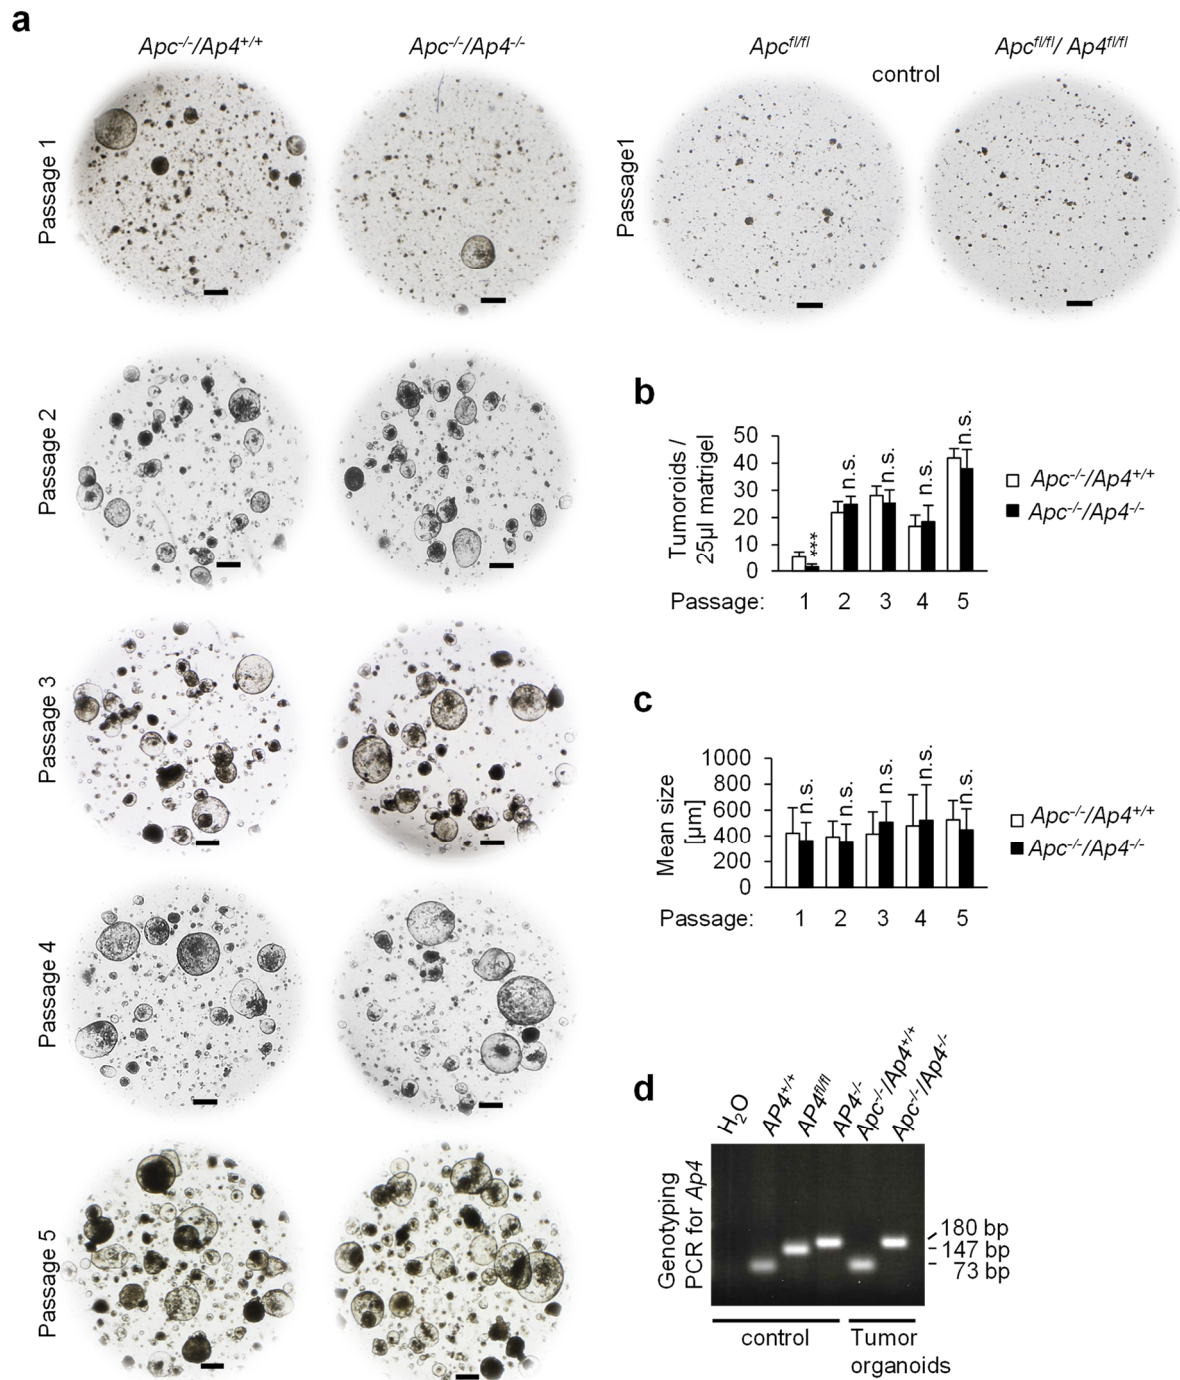 a
Apc-/-/Ap4+/+
Apc-/-/Ap4-/-
Apcfl/fl
Apcfl/fl/ Ap4fl/fl
control
Passage 1
Passage1
Passage 2
Passage 3
Passage 4
Passage 5
b
Tumoroids /
25µl matrigel
50
40
30
20
10
0
***
n.s.
n.s.
n.s.
n.s.
Passage: 1 2 3 4 5
Apc-/-/Ap4+/+
Apc-/-/Ap4-/-
c
Mean size
[µm]
1000
800
600
400
200
0
n.s.
n.s.
n.s.
n.s.
n.s.
Passage: 1 2 3 4 5
Apc-/-/Ap4+/+
Apc-/-/Ap4-/-
d
H2O
AP4+/+
AP4fl/fl
AP4-/-
Apc-/-/Ap4+/+
Apc-/-/Ap4-/-
Genotyping
PCR for Ap4
180 bp
147 bp
73 bp
control
Tumor
organoids